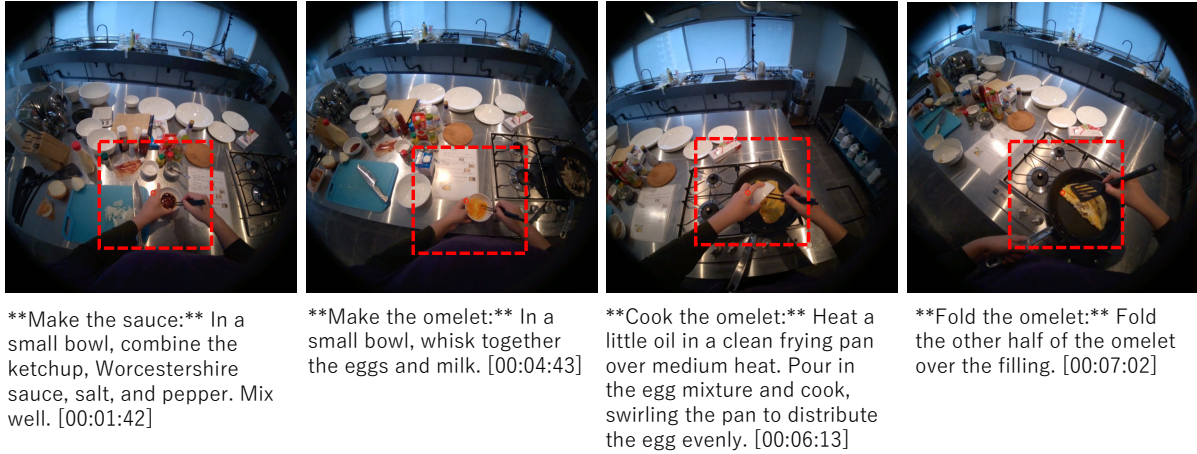 **Make the sauce:** In a
small bowl, combine the
ketchup, Worcestershire
sauce, salt, and pepper. Mix
well. [00:01:42]
**Make the omelet:** In a
small bowl, whisk together
the eggs and milk. [00:04:43]
**Cook the omelet:** Heat a
little oil in a clean frying pan
over medium heat. Pour in
the egg mixture and cook,
swirling the pan to distribute
the egg evenly. [00:06:13]
**Fold the omelet:** Fold
the other half of the omelet
over the filling. [00:07:02]